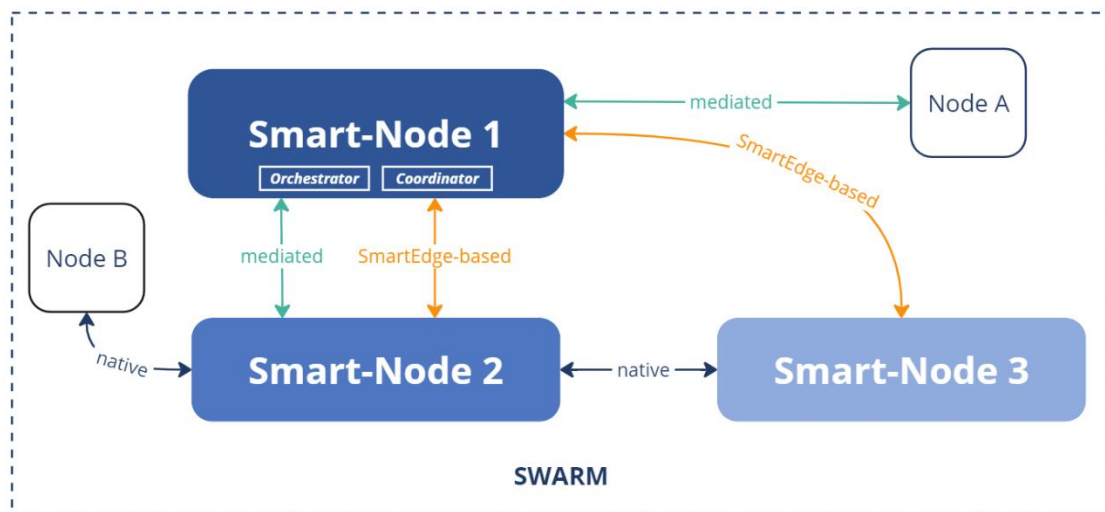 mediated
Node A
Smart-Node 1
SmartEdge-based
Orchestrator
Coordinator
Node B
mediated
SmartEdge-based
native
Smart-Node 2
native
Smart-Node 3
SWARM